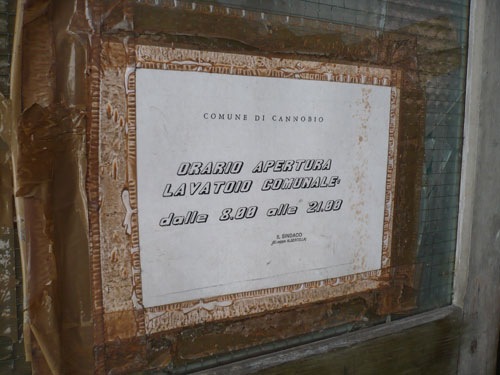 COMUNE DI CANNOBIO
ORARIO APERTURA
LAVATOIO COMUNALE:
dalle 8.00 alle 21.00
IL SINDACO